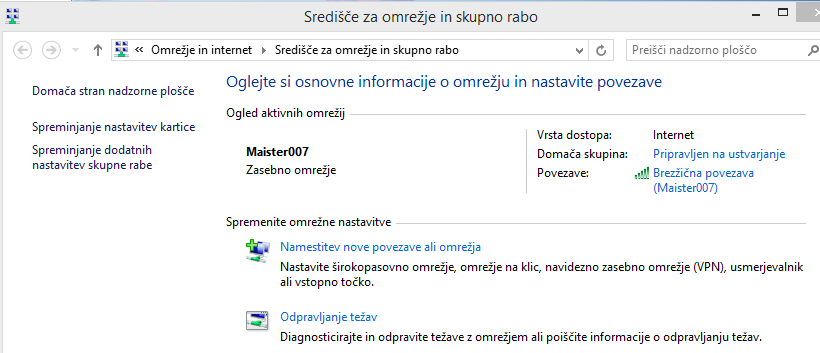 Središče za omrežje in skupno rabo
« Omrežje in internet ▸ Središče za omrežje in skupno rabo
Preišči nadzorno ploščo
Domača stran nadzorne plošče
Spreminjanje nastavitev kartice
Spreminjanje dodatnih
nastavitev skupne rabe
Oglejte si osnovne informacije o omrežju in nastavite povezave
Ogled aktivnih omrežij
Maister007
Zasebno omrežje
Vrsta dostopa: Internet
Domača skupina: Pripravljen na ustvarjanje
Povezave: Brezžična povezava
(Maister007)
Spremenite omrežne nastavitve
Namestitev nove povezave ali omrežja
Nastavite širokopasovno omrežje, omrežje na klic, navidezno zasebno omrežje (VPN), usmerjevalnik
ali vstopno točko.
Odpravljanje težav
Diagnosticirajte in odpravite težave z omrežjem ali poiščite informacije o odpravljanju težav.